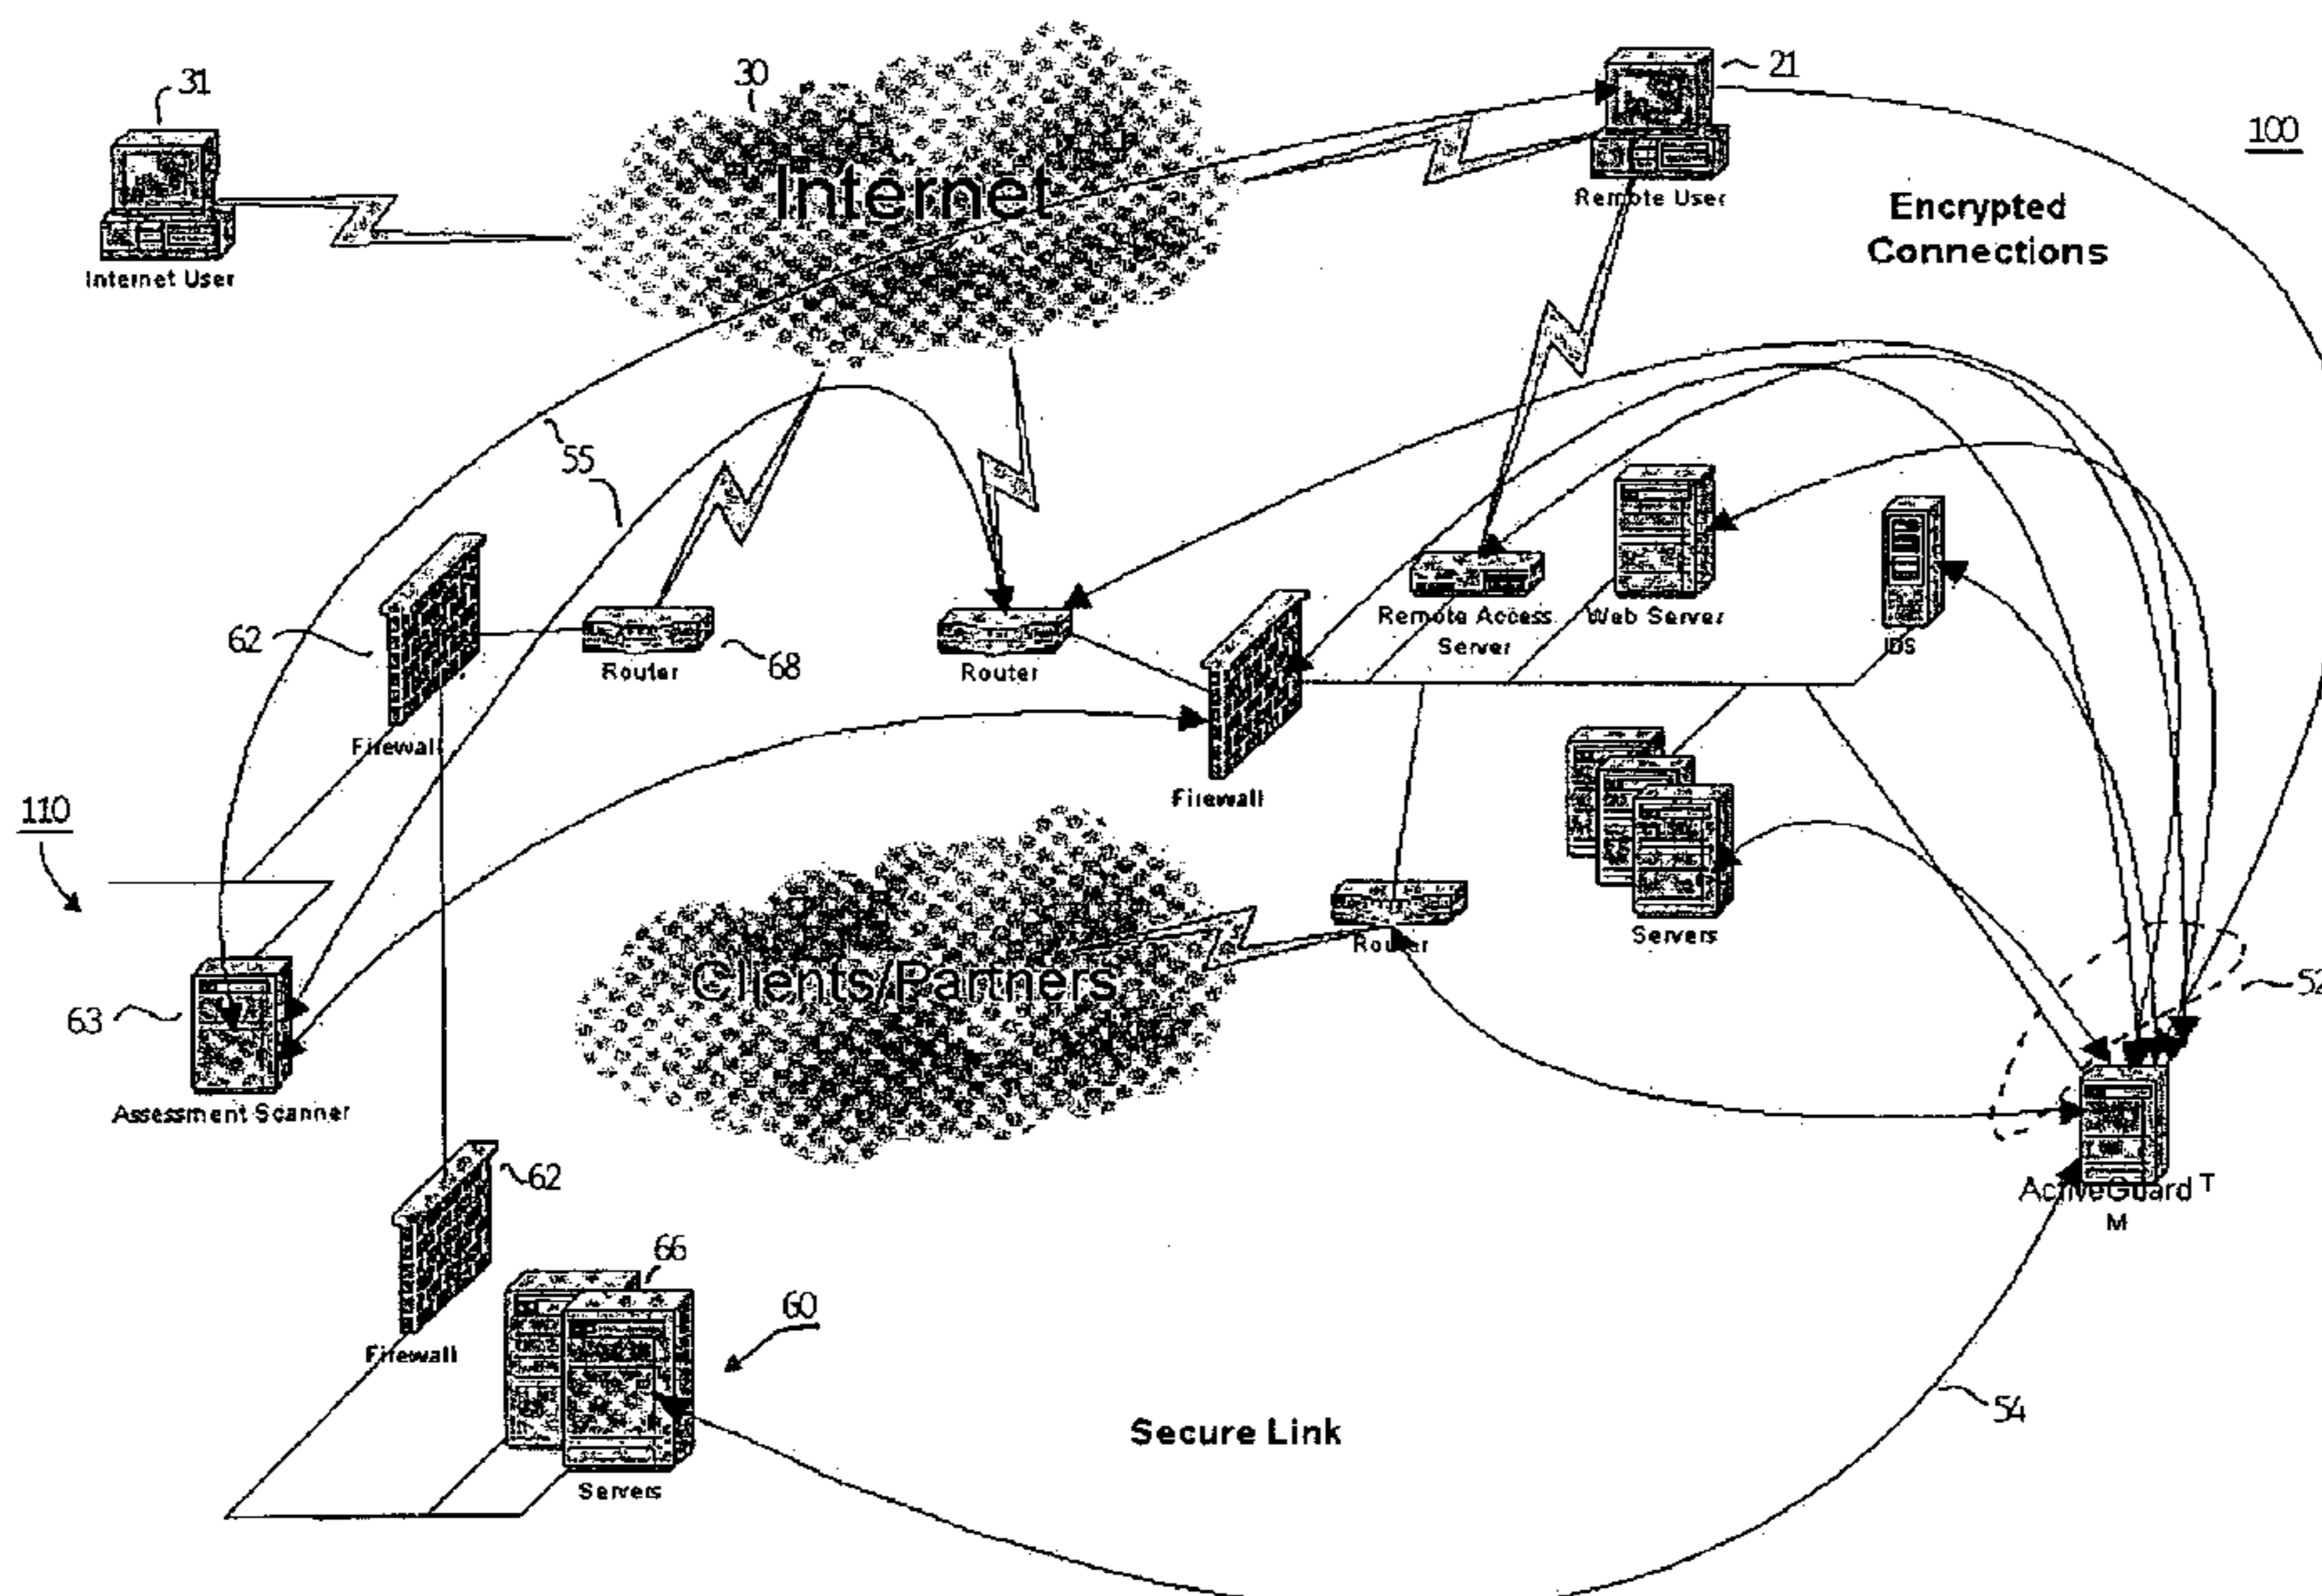 31
30
21
100
Internet
Remote User
Encrypted
Connections
Internet User
55
62
Router
68
Router
Remote Access
Server
Web Server
IDS
Firewall
Firewall
110
Clients/Partners
Router
Servers
52
63
Assessment Scanner
62
ActiveGuard T
M
66
60
Firewall
54
Secure Link
Servers